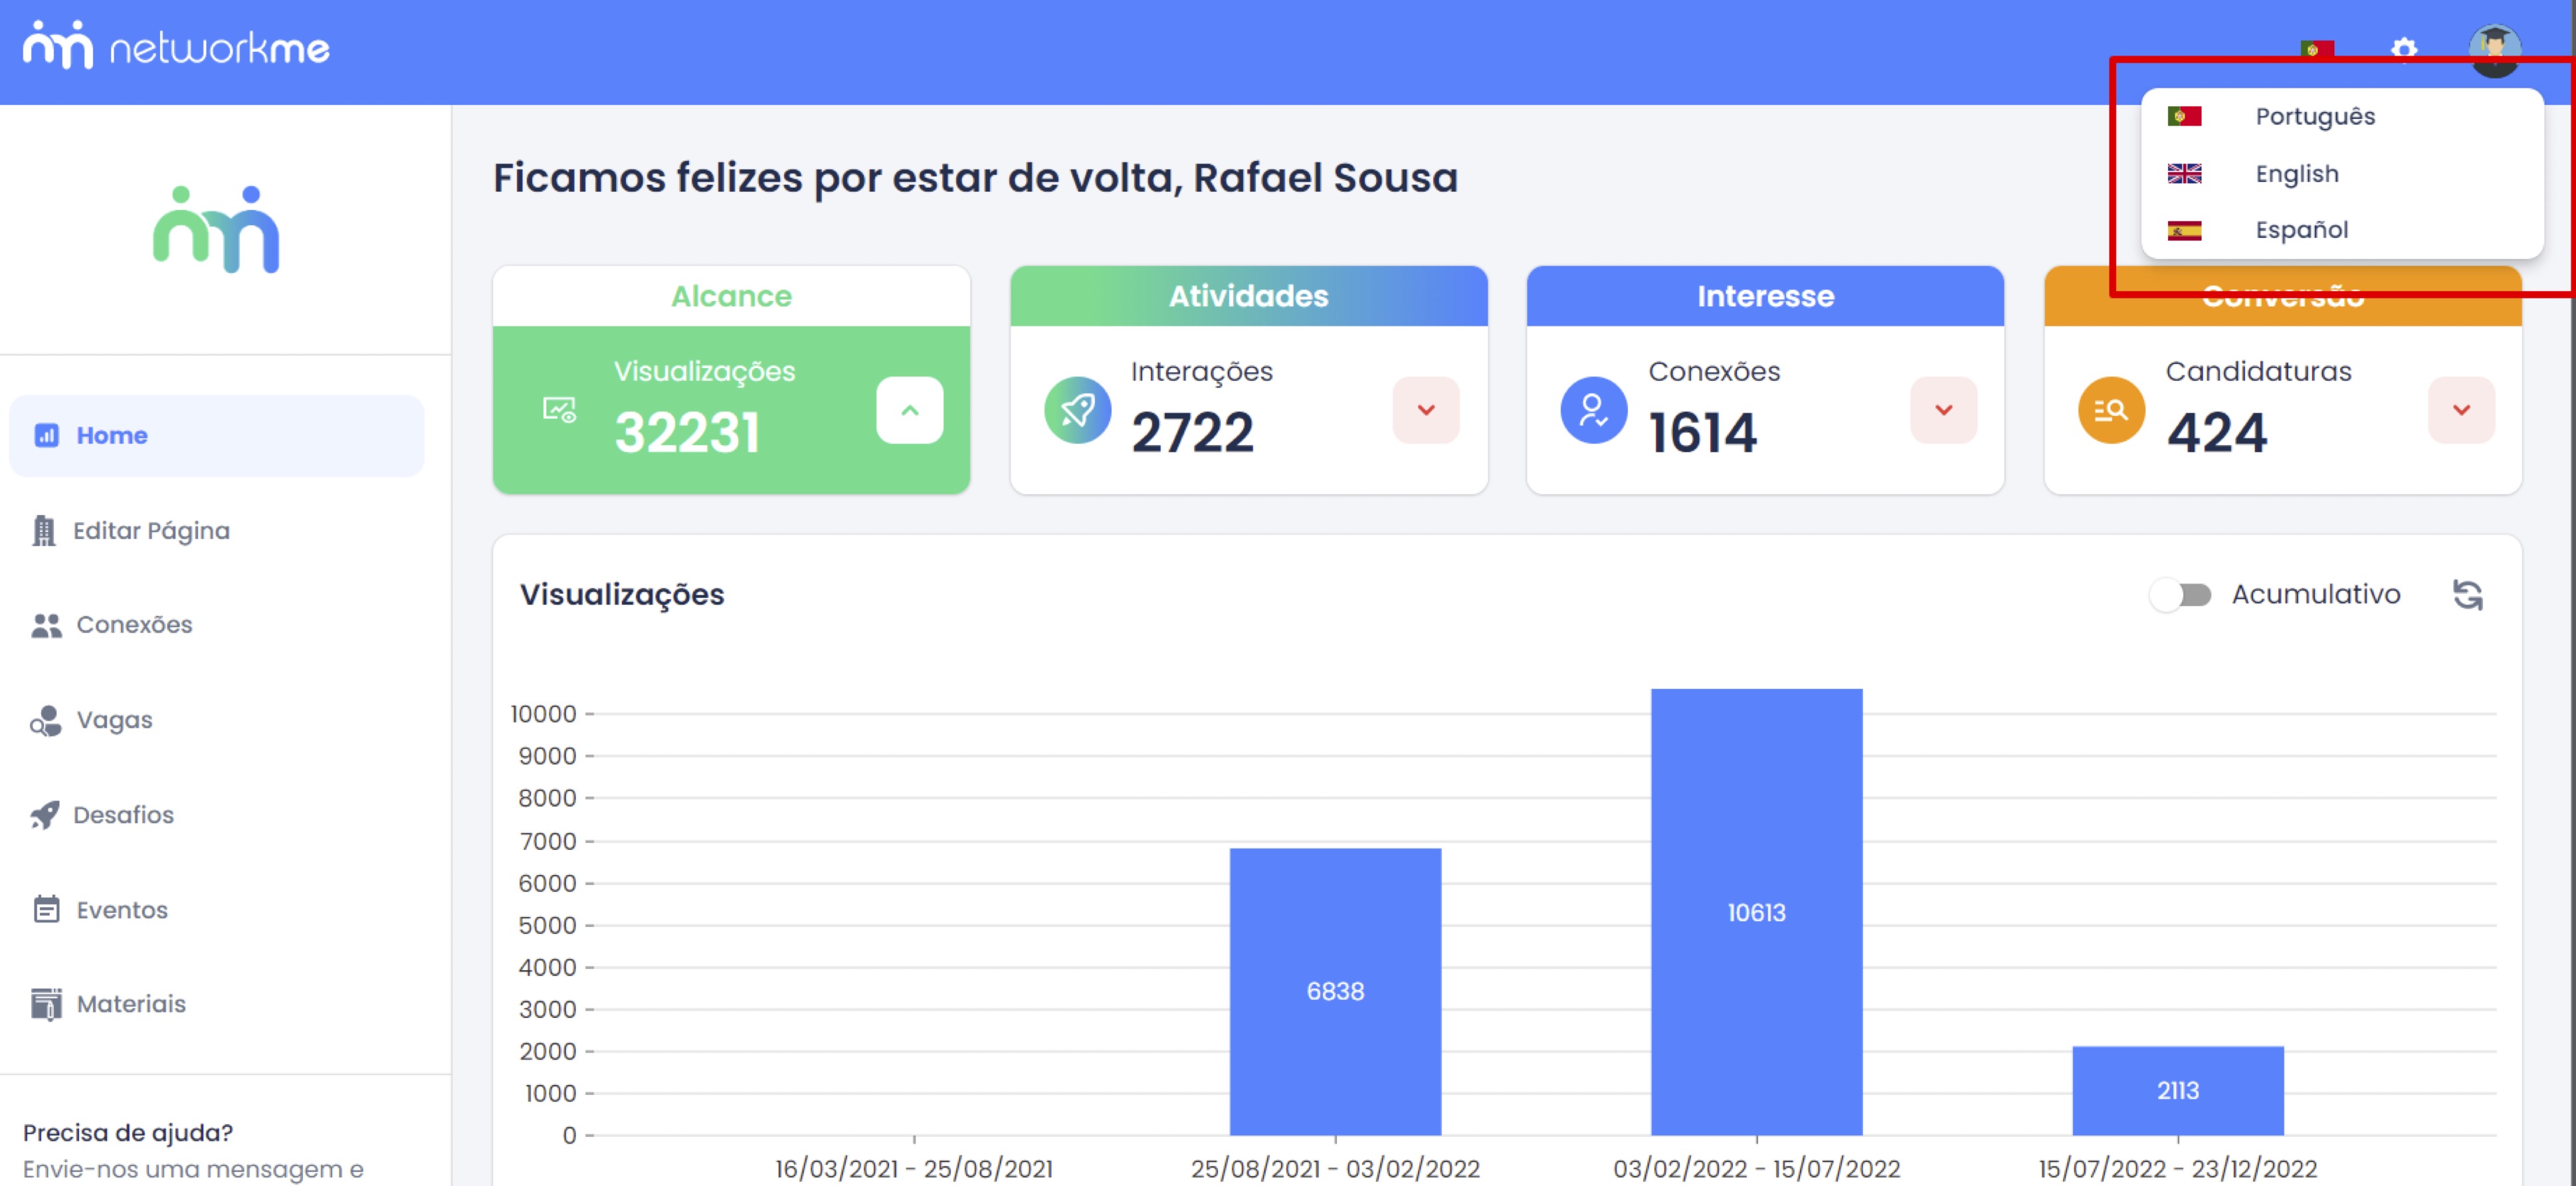 networkme
Português
English
Español
Ficamos felizes por estar de volta, Rafael Sousa
Home
Editar Página
Conexões
Vagas
Desafios
Eventos
Materiais
Precisa de ajuda?
Envie-nos uma mensagem e
Alcance
Visualizações
32231
Atividades
Interações
2722
Interesse
Conexões
1614
Conversão
Candidaturas
424
Visualizações
Acumulativo
10000
9000
8000
7000
6000
5000
4000
3000
2000
1000
0
6838
10613
2113
16/03/2021 - 25/08/2021
25/08/2021 - 03/02/2022
03/02/2022 - 15/07/2022
15/07/2022 - 23/12/2022